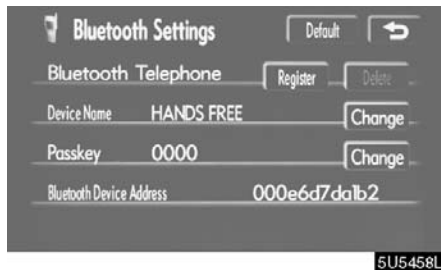 Bluetooth Settings Default
Bluetooth Telephone Register Delete
Device Name HANDS FREE Change
Passkey 0000 Change
Bluetooth Device Address 000e6d7da1b2
5U5458L